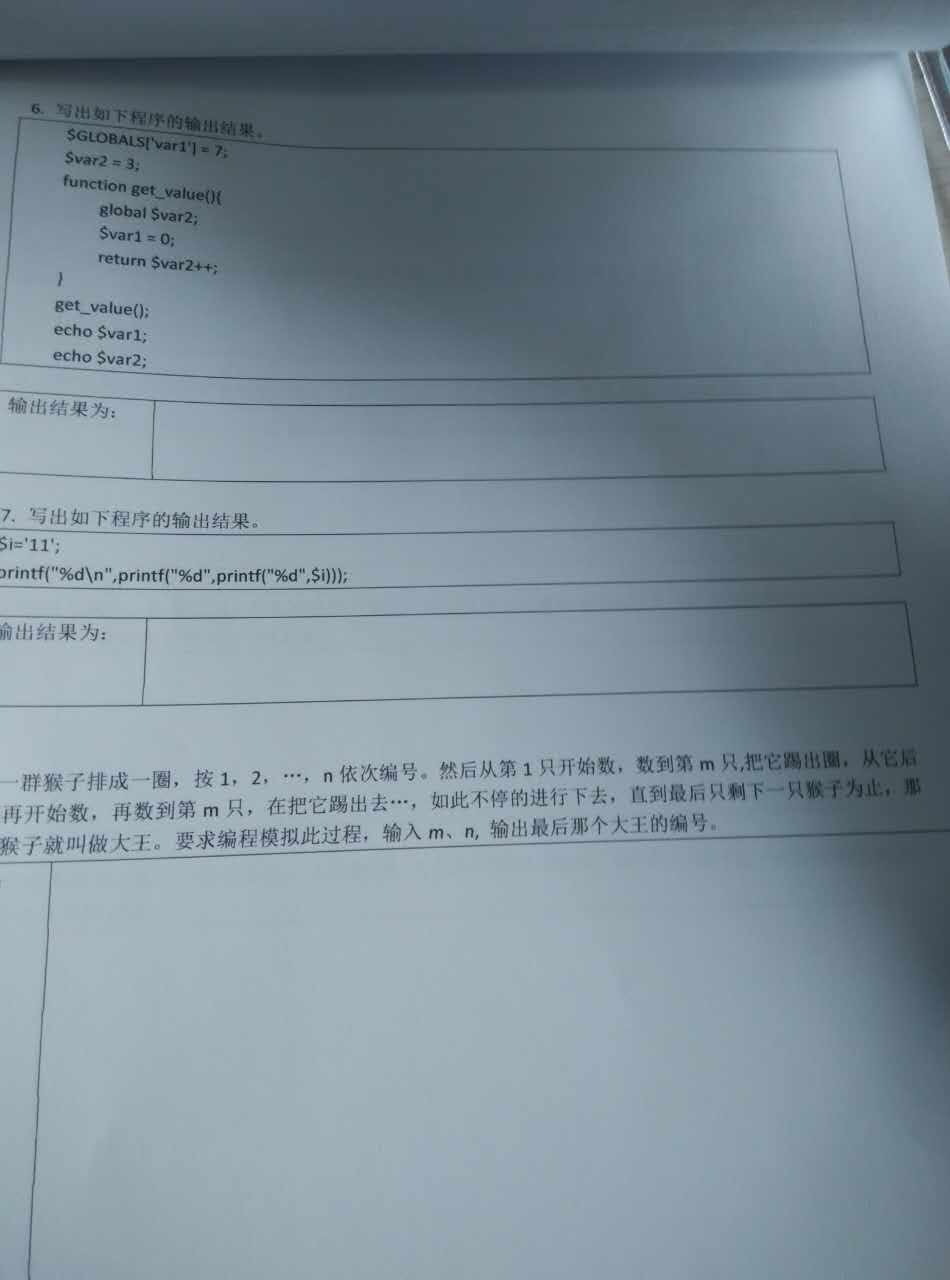 6. 写出如下程序的输出结果。
$GLOBALS['var1'] = 7;
$var2 = 3;
function get_value(){
global $var2;
$var1 = 0;
return $var2++;
}
get_value();
echo $var1;
echo $var2;
输出结果为:
7. 写出如下程序的输出结果。
$i='11';
printf("%d\n",printf("%d",printf("%d",$i)));
输出结果为:
一群猴子排成一圈，按 1，2，…，n 依次编号。然后从第 1 只开始数，数到第 m 只,把它踢出圈，从它后
再开始数，再数到第 m 只，在把它踢出去…，如此不停的进行下去，直到最后只剩下一只猴子为止，那
猴子就叫做大王。要求编程模拟此过程，输入 m、n, 输出最后那个大王的编号。